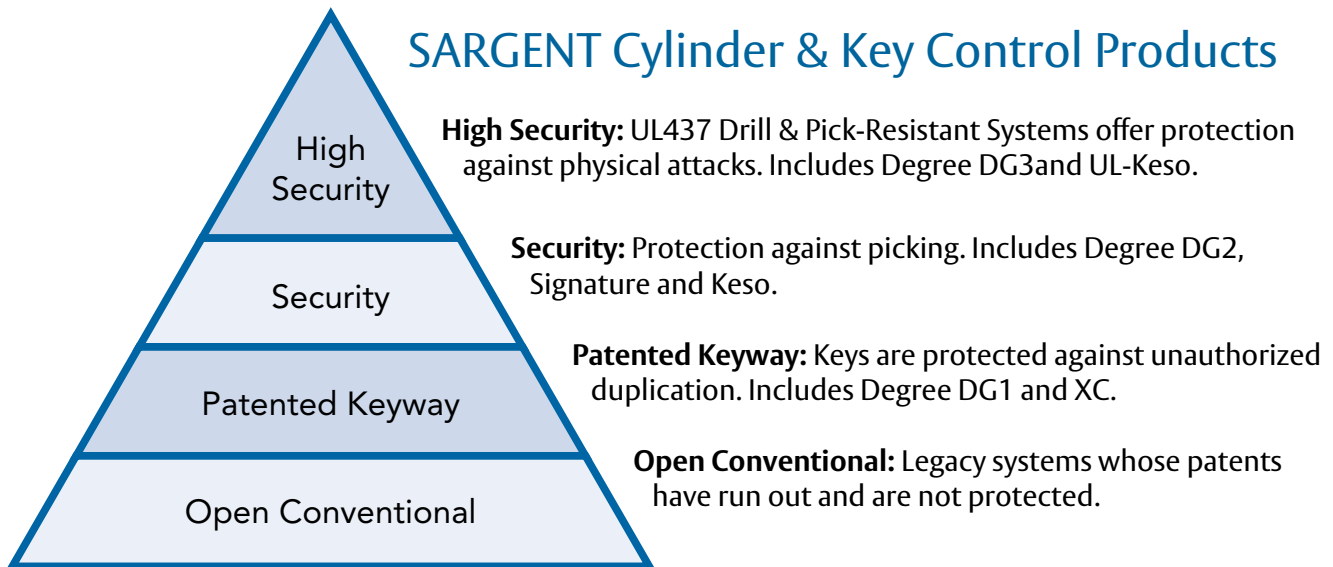 SARGENT Cylinder & Key Control Products
High
Security
High Security: UL437 Drill & Pick-Resistant Systems offer protection
against physical attacks. Includes Degree DG3and UL-Keso.
Security
Security: Protection against picking. Includes Degree DG2,
Signature and Keso.
Patented Keyway
Patented Keyway: Keys are protected against unauthorized
duplication. Includes Degree DG1 and XC.
Open Conventional
Open Conventional: Legacy systems whose patents
have run out and are not protected.